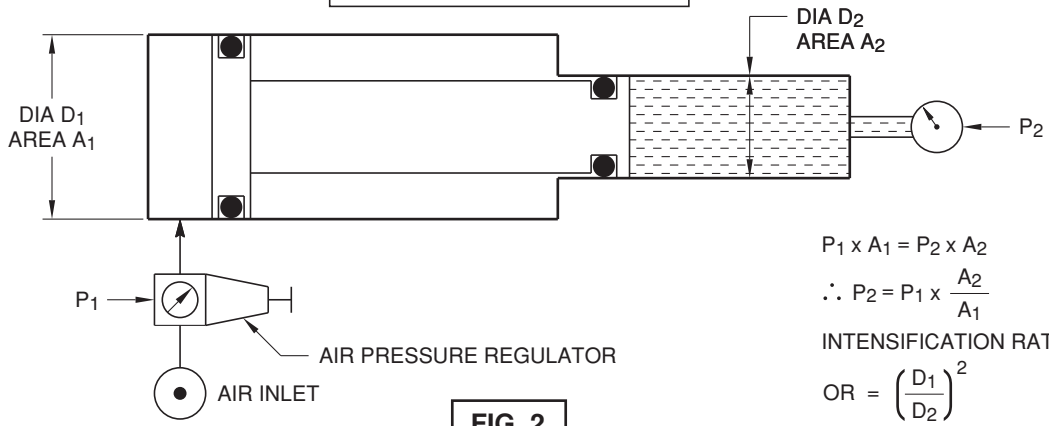 DIA D₂
AREA A₂
DIA D₁
AREA A₁
P₂
P₁ x A₁ = P₂ x A₂
∴ P₂ = P₁ x A₂/A₁
P₁
INTENSIFICATION
AIR PRESSURE REGULATOR
AIR INLET
OR = (D₁/D₂)²
FIG. 2